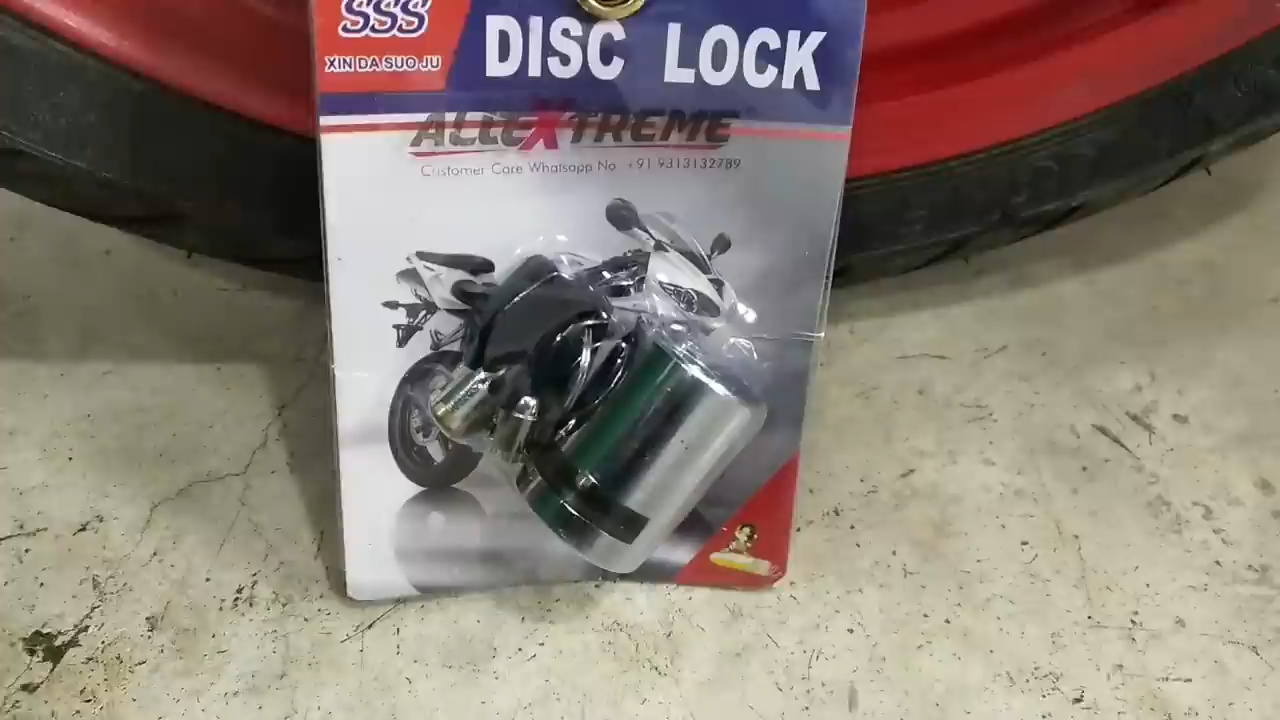 SSS
XIN DA SUO JU
DISC LOCK
ALLEXTREME
Customer Care Whatsapp No +91 9313132789